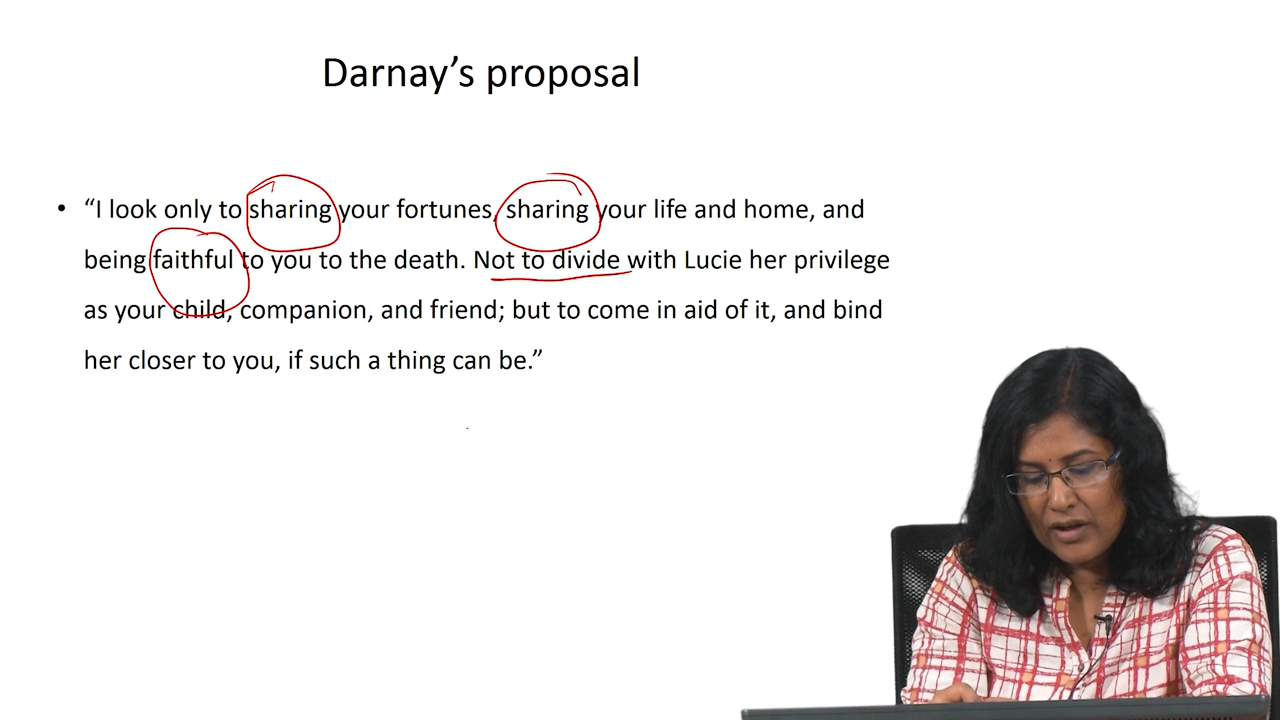 Darnay’s proposal
• “I look only to sharing your fortunes, sharing your life and home, and
being faithful to you to the death. Not to divide with Lucie her privilege
as your child, companion, and friend; but to come in aid of it, and bind
her closer to you, if such a thing can be.”